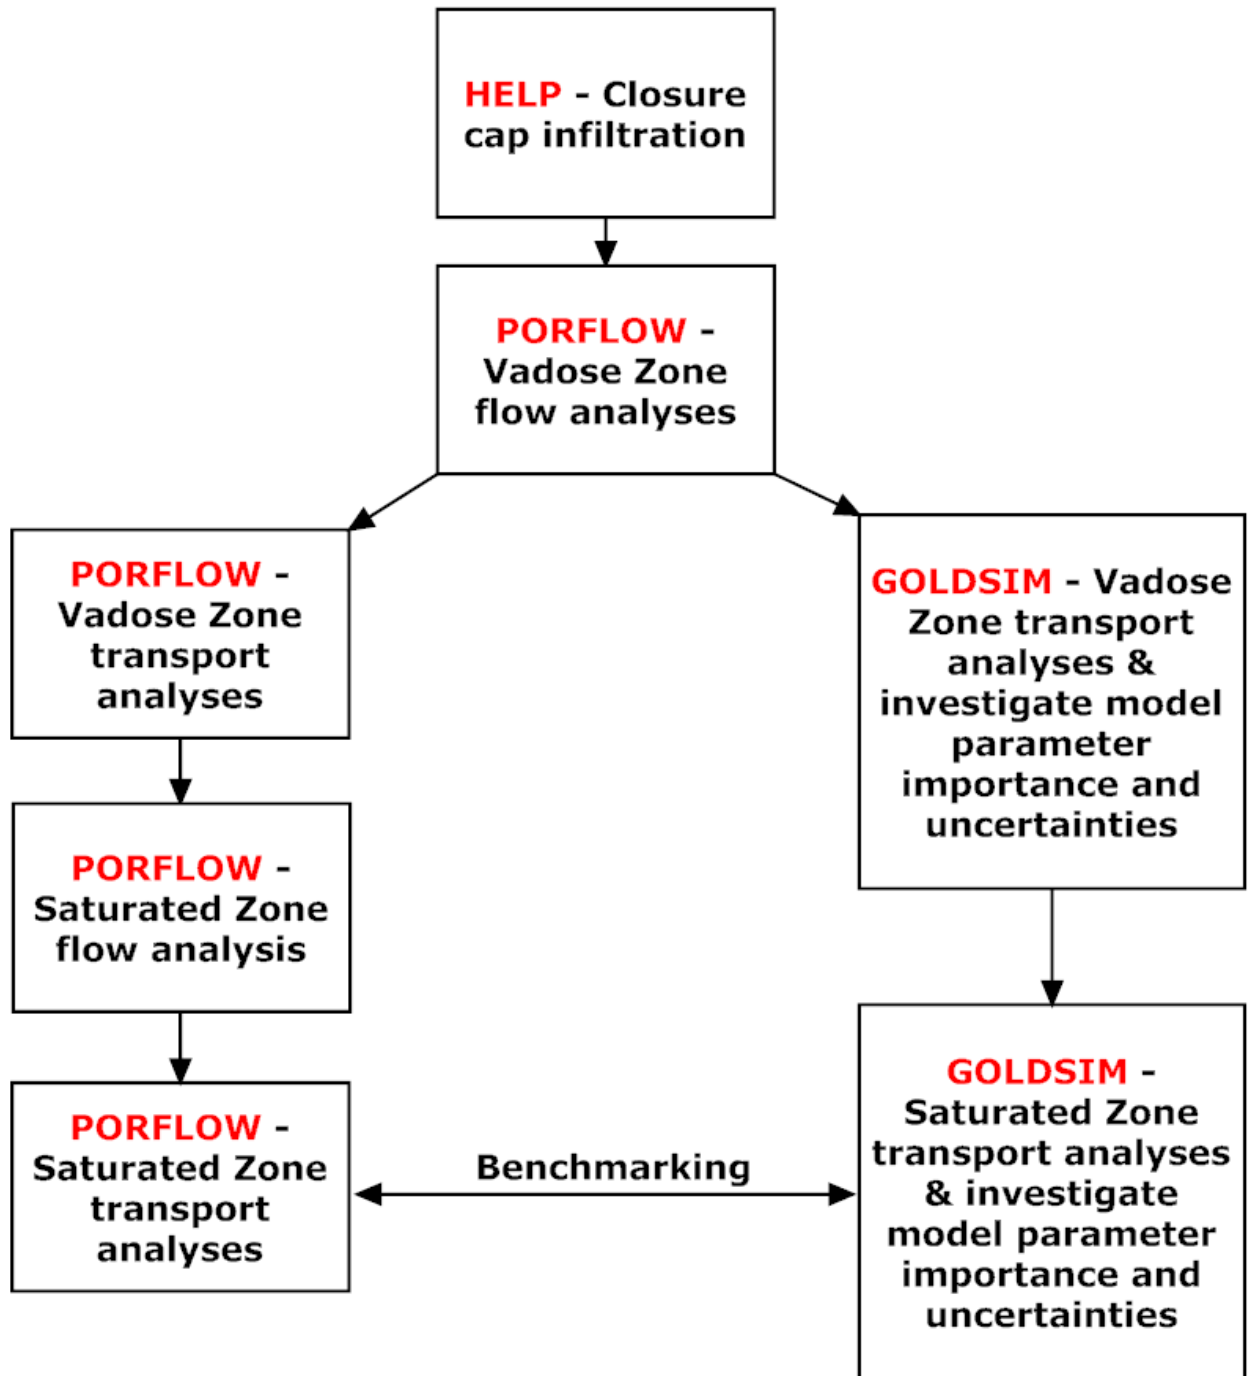 HELP - Closure
cap infiltration
PORFLOW -
Vadose Zone
flow analyses
PORFLOW -
Vadose Zone
transport
analyses
GOLDSIM - Vadose
Zone transport
analyses &
investigate model
parameter
importance and
uncertainties
PORFLOW -
Saturated Zone
flow analysis
PORFLOW -
Saturated Zone
transport
analyses
Benchmarking
GOLDSIM -
Saturated Zone
transport analyses
& investigate
model parameter
importance and
uncertainties